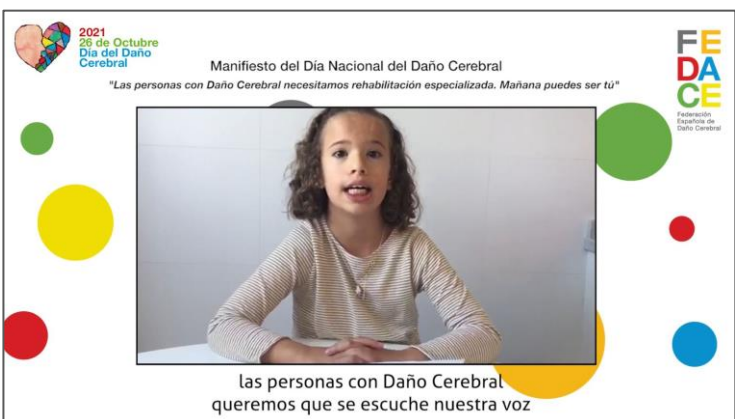 2021
26 de Octubre
Día del Daño
Cerebral
FE
DA
CE
Federación
Española de
Daño Cerebral
Manifiesto del Día Nacional del Daño Cerebral
"Las personas con Daño Cerebral necesitamos rehabilitación especializada. Mañana puedes ser tú"
las personas con Daño Cerebral
queremos que se escuche nuestra voz